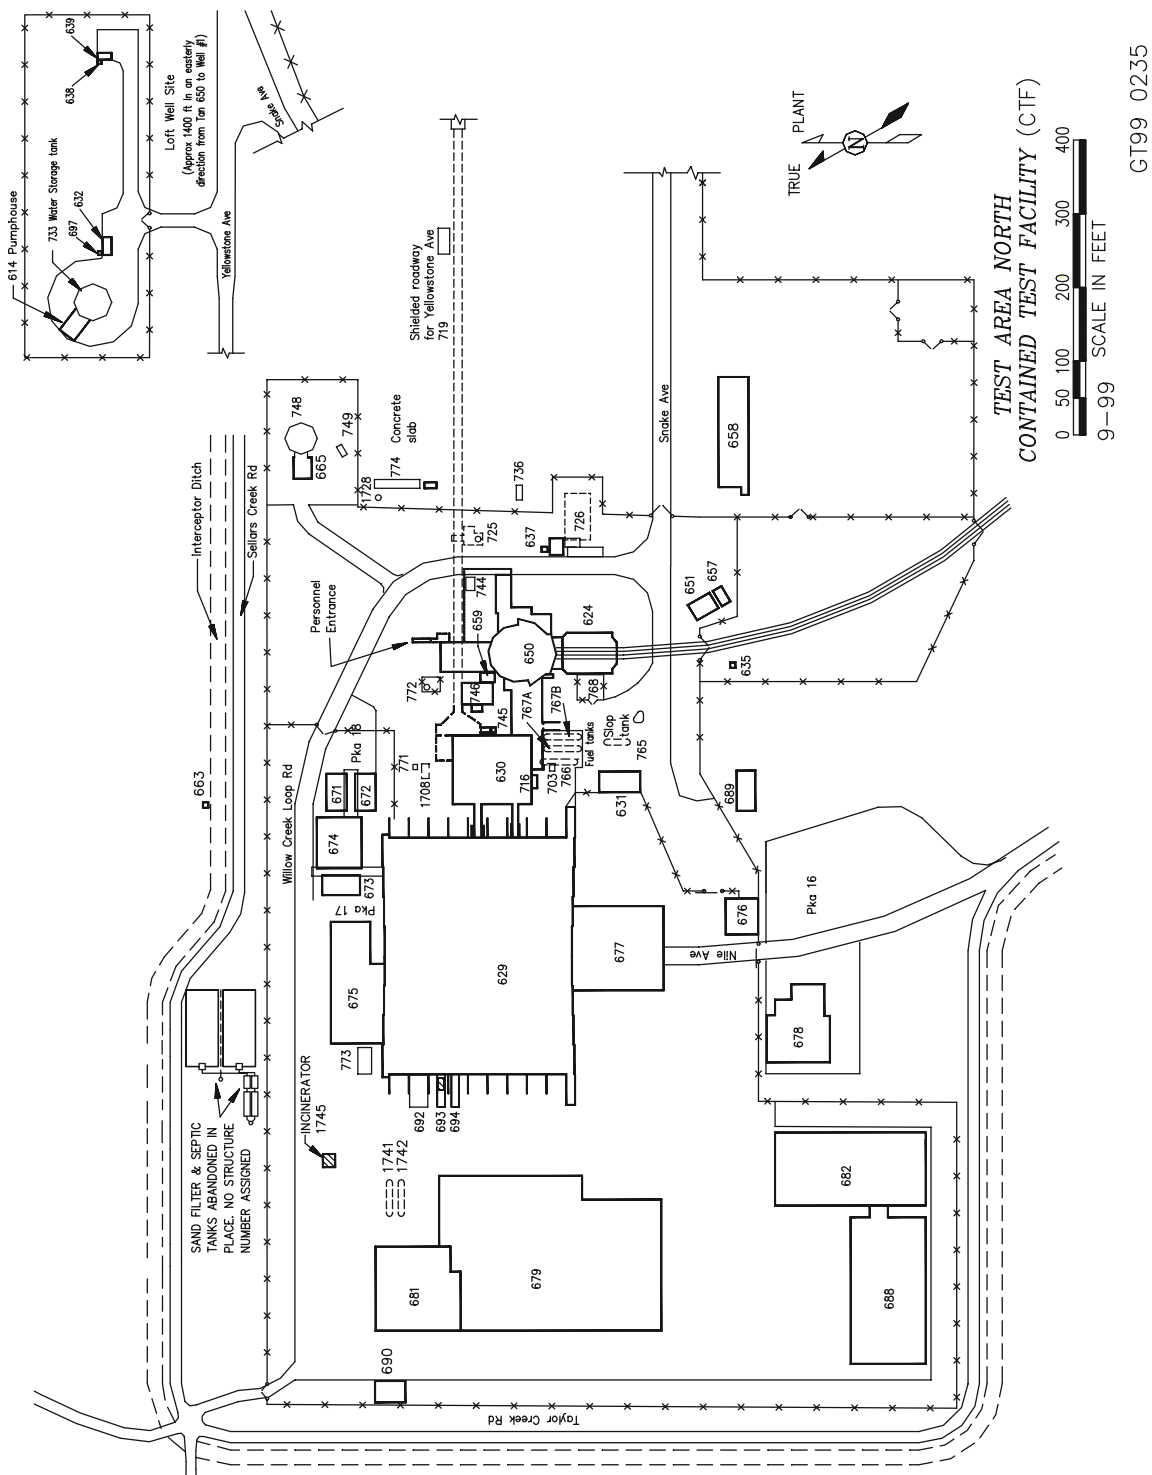 639
638
Loft Well Site
(Approx 1400 ft in an easterly
direction from Tan 650 to Well #1)
Snake Ave
733 Water Storage tank
632
697
614 Pumphouse
Yellowstone Ave
TRUE
PLANT
N
Shielded roadway
for Yellowstone Ave
719
TEST AREA NORTH
CONTAINED TEST FACILITY (CTF)
0 50 100 200 300 400
9-99 SCALE IN FEET
GT99 0235
Interceptor Ditch
Sellars Creek Rd
748
749
665
Concrete
slab
774
1728
736
726
725
637
Snake Ave
658
Personnel
Entrance
744
659
650
624
651
657
635
772
746
745
767A
767B
768
Slop
tank
765
Fuel tanks
766
703
716
630
771
1708
631
689
663
Willow Creek Loop Rd
Pka 18
671
672
674
673
Pka 17
675
629
677
676
Nile Ave
Pka 16
678
773
692
693
694
INCINERATOR
1745
SAND FILTER & SEPTIC
TANKS ABANDONED IN
PLACE. NO STRUCTURE
NUMBER ASSIGNED
1741
1742
681
679
682
688
690
Taylor Creek Rd